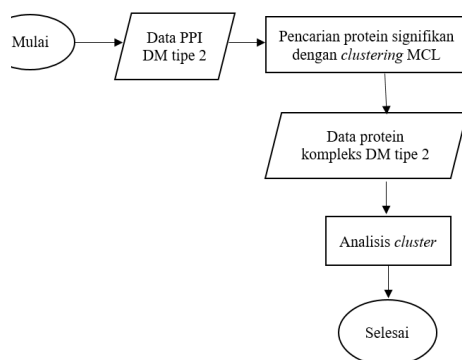 Mulai
Data PPI
DM tipe 2
Pencarian protein signifikan
dengan clustering MCL
Data protein
kompleks DM tipe 2
Analisis cluster
Selesai